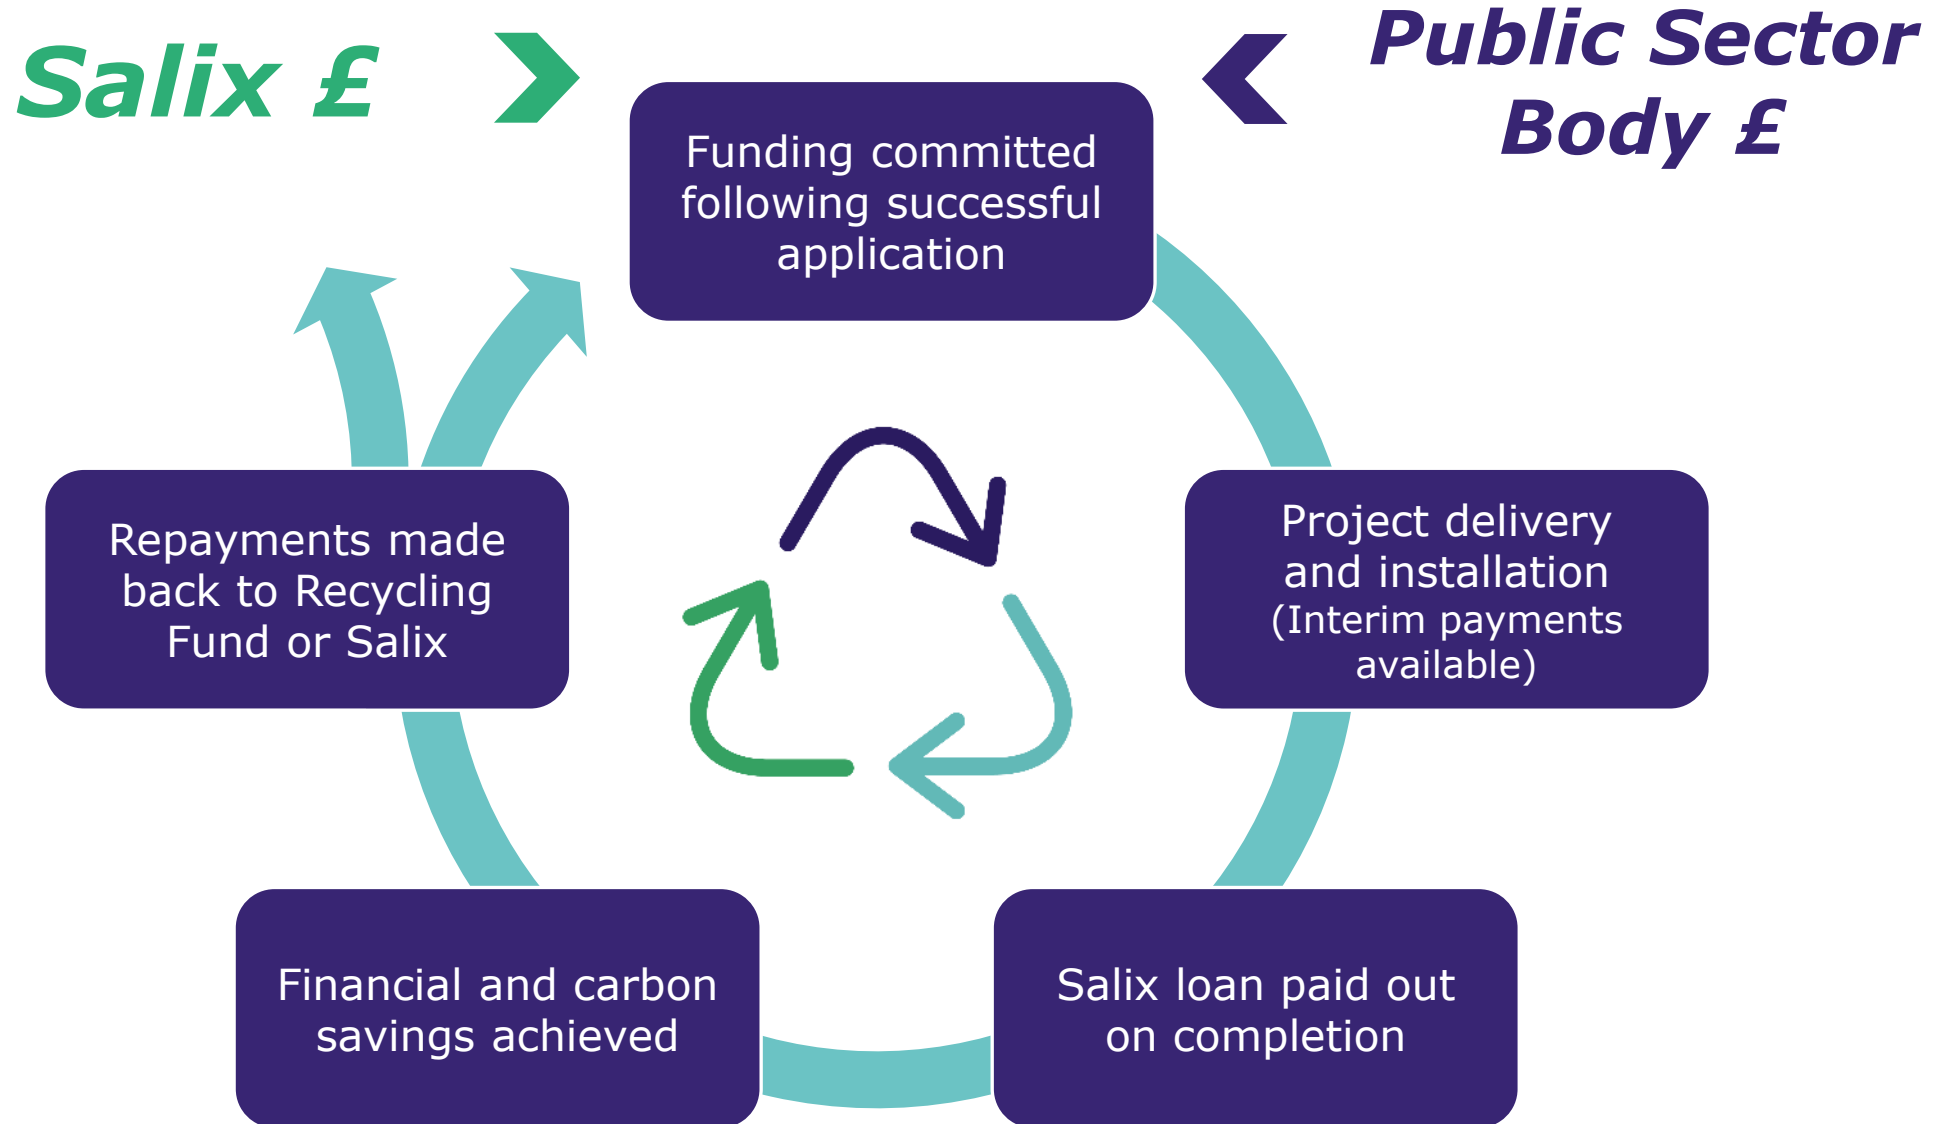 Salix £
Public Sector
Body £
Funding committed
following successful
application
Project delivery
and installation
(Interim payments
available)
Salix loan paid out
on completion
Financial and carbon
savings achieved
Repayments made
back to Recycling
Fund or Salix